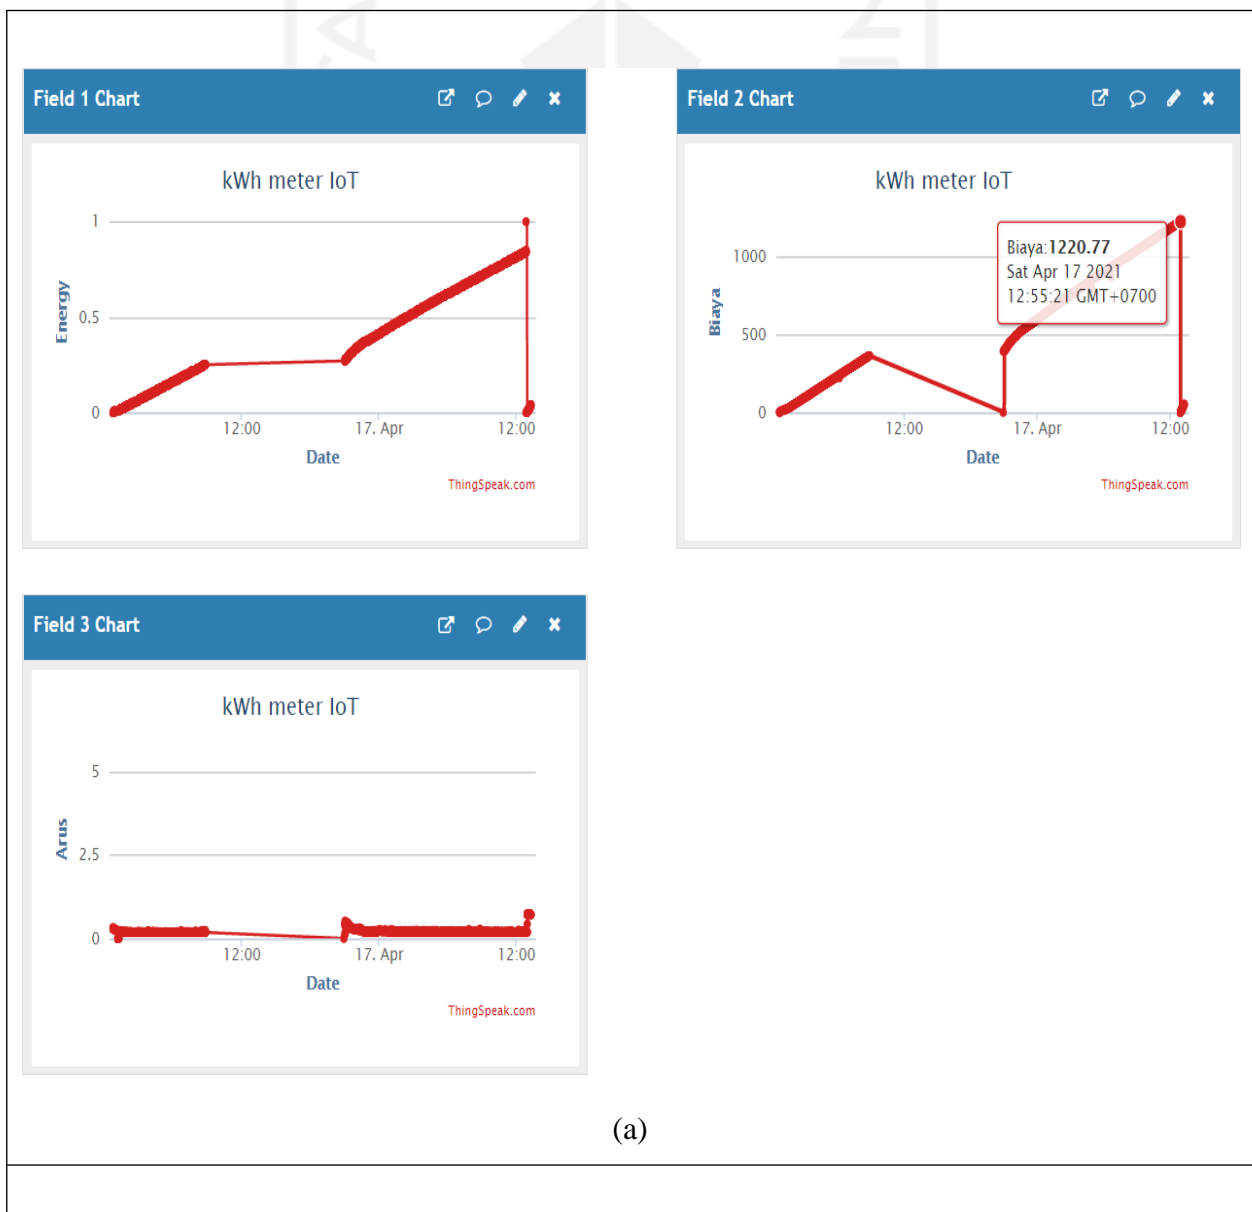 Field 1 Chart
kWh meter IoT
1
0.5
0
Energy
12:00
17. Apr
12:00
Date
ThingSpeak.com
Field 2 Chart
kWh meter IoT
1000
500
0
Biaya
Biaya:1220.77
Sat Apr 17 2021
12:55:21 GMT+0700
12:00
17. Apr
12:00
Date
ThingSpeak.com
Field 3 Chart
kWh meter IoT
5
2.5
0
Arus
12:00
17. Apr
12:00
Date
ThingSpeak.com
(a)